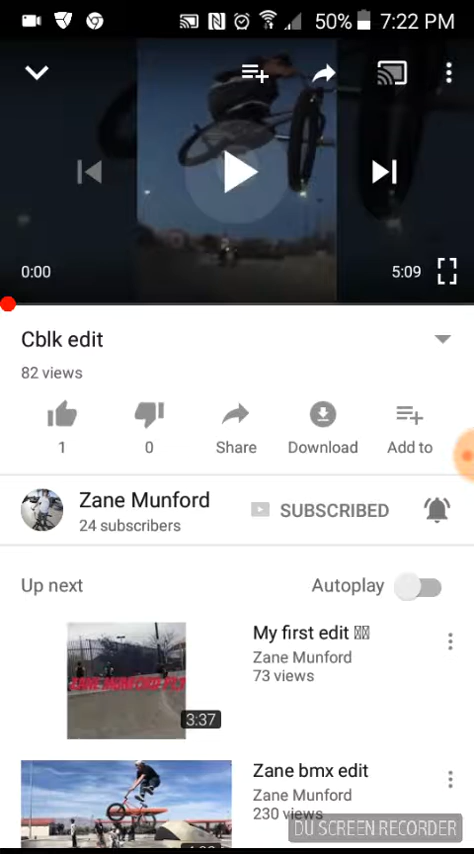 50% 7:22 PM
0:00 5:09
Cblk edit
82 views
1 0 Share Download Add to
Zane Munford SUBSCRIBED
24 subscribers
Up next Autoplay
My first edit
Zane Munford
73 views
ZANE MUNFORD
3:37
Zane bmx edit
Zane Munford
230 views
DU SCREEN RECORDER